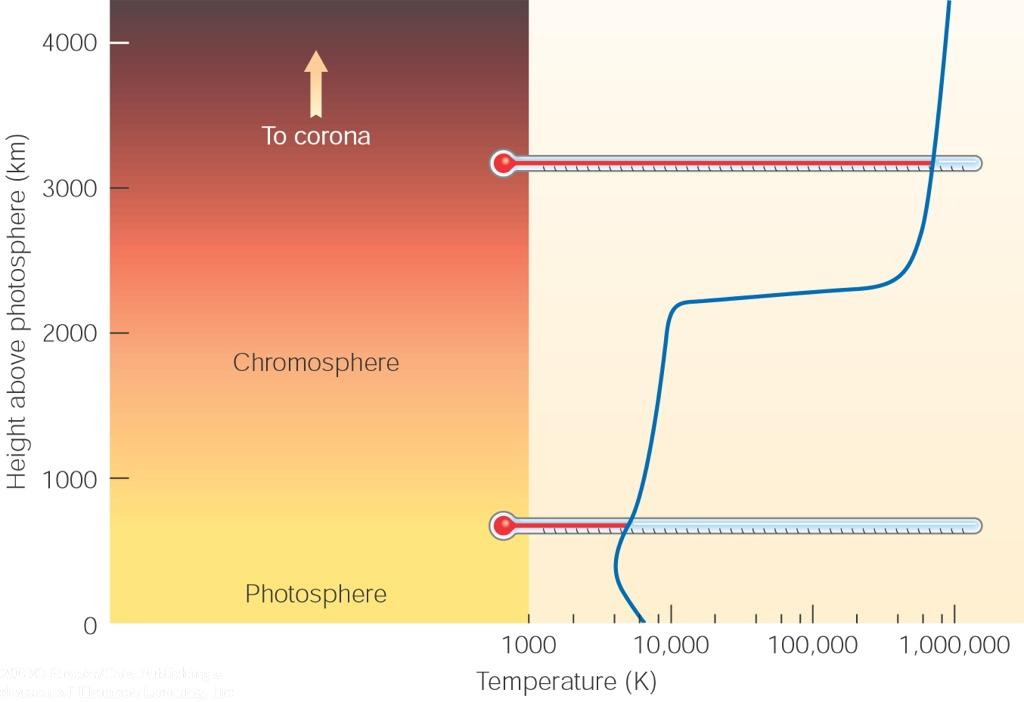 4000
To corona
3000
Height above photosphere (km)
2000
Chromosphere
1000
Photosphere
0
1000 10,000 100,000 1,000,000
Temperature (K)